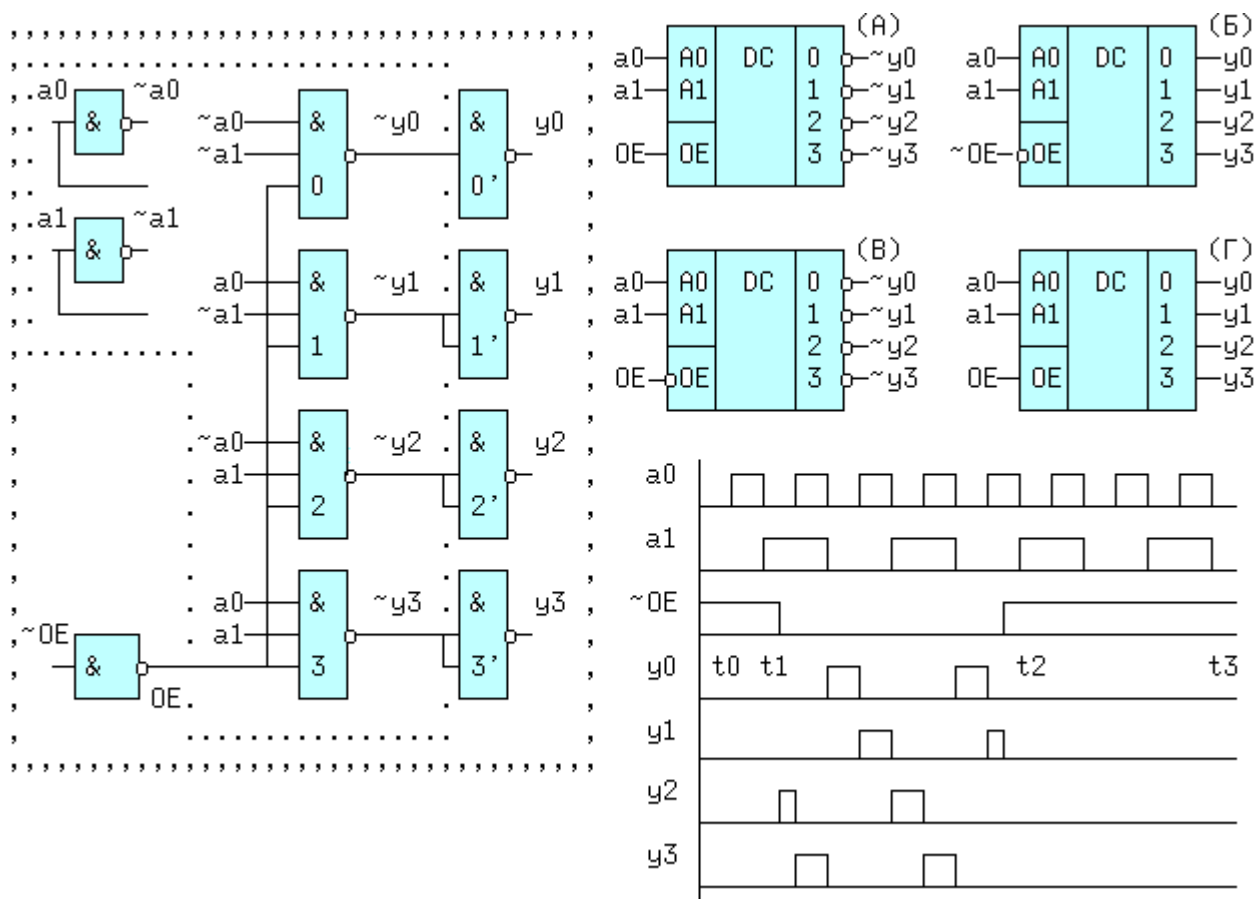 a0 ~a0
&
a1 ~a1
&
~a0 & ~y0 & y0
~a1
0 0'
a0 & ~y1 & y1
~a1
1 1'
~a0 & ~y2 & y2
a1
2 2'
a0 & ~y3 & y3
a1
~OE & 3 3'
OE
(А)
a0 A0 DC 0 ~y0
a1 A1 1 ~y1
2 ~y2
OE OE 3 ~y3
(Б)
a0 A0 DC 0 y0
a1 A1 1 y1
2 y2
~OE OE 3 y3
(В)
a0 A0 DC 0 ~y0
a1 A1 1 ~y1
2 ~y2
OE OE 3 ~y3
(Г)
a0 A0 DC 0 y0
a1 A1 1 y1
2 y2
OE OE 3 y3
a0
a1
~OE
y0 t0 t1 t2 t3
y1
y2
y3